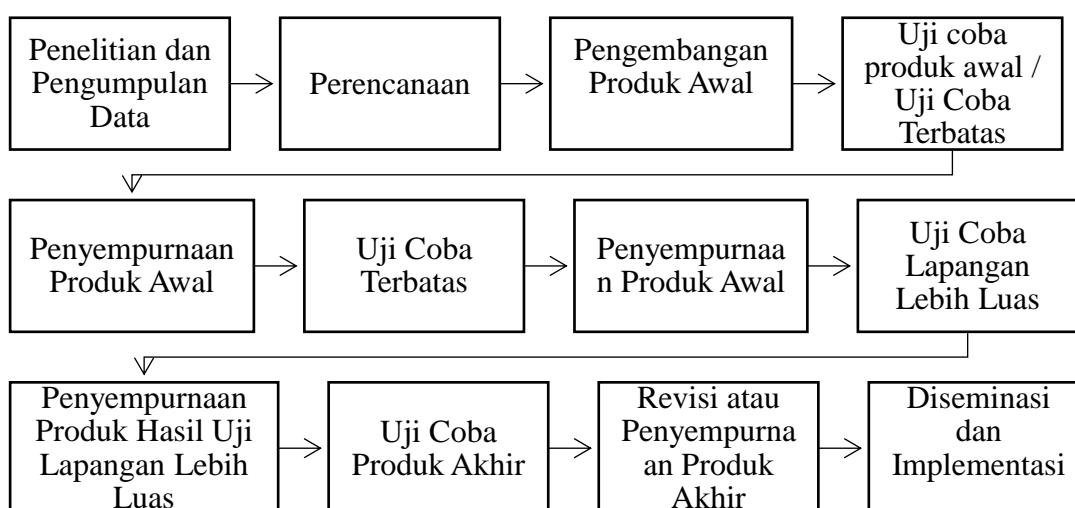 Penelitian dan
Pengumpulan
Data
Perencanaan
Pengembangan
Produk Awal
Uji coba
produk awal /
Uji Coba
Terbatas
Penyempurnaan
Produk Awal
Uji Coba
Terbatas
Penyempurnaa
n Produk Awal
Uji Coba
Lapangan
Lebih Luas
Penyempurnaan
Produk Hasil Uji
Lapangan Lebih
Luas
Uji Coba
Produk Akhir
Revisi atau
Penyempurna
an Produk
Akhir
Diseminasi
dan
Implementasi